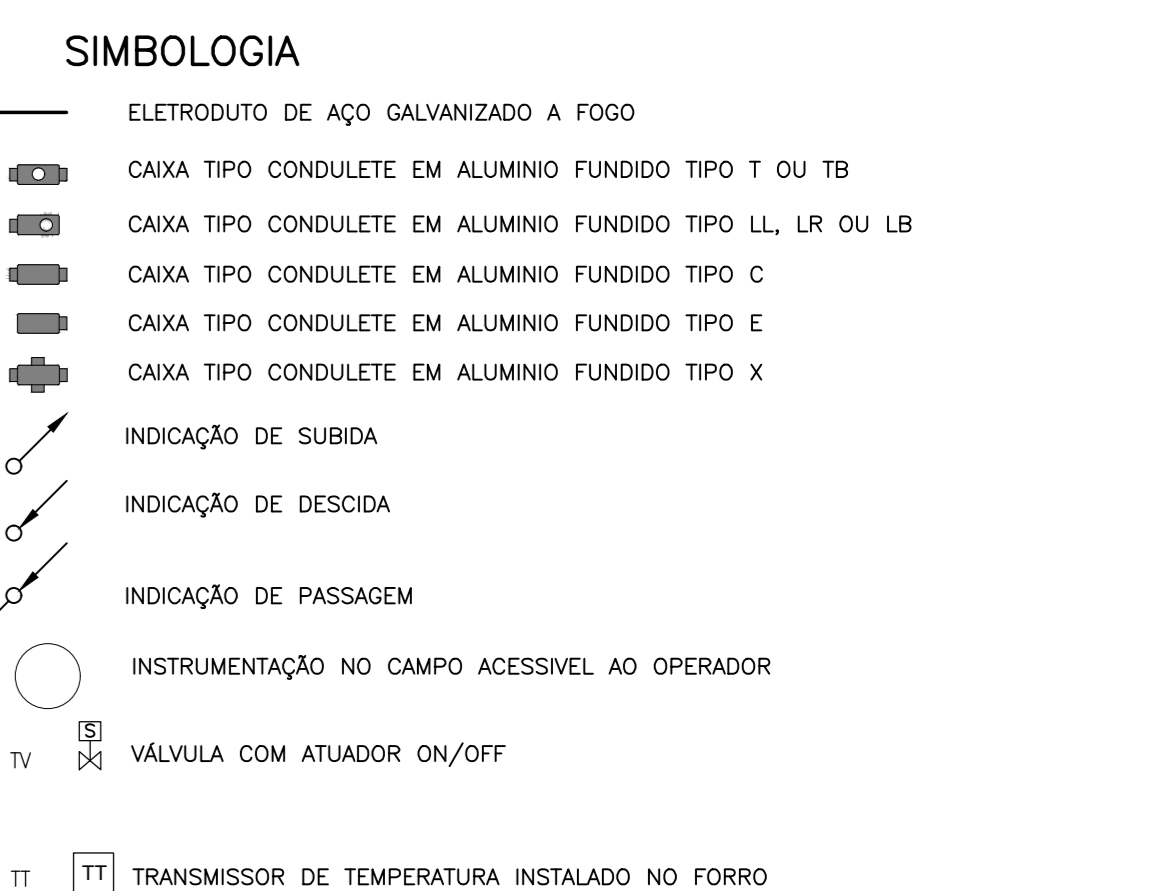 SIMBOLOGIA
ELETRODUTO DE AÇO GALVANIZADO A FOGO
CAIXA TIPO CONDULETE EM ALUMINIO FUNDIDO TIPO T OU TB
CAIXA TIPO CONDULETE EM ALUMINIO FUNDIDO TIPO LL, LR OU LB
CAIXA TIPO CONDULETE EM ALUMINIO FUNDIDO TIPO C
CAIXA TIPO CONDULETE EM ALUMINIO FUNDIDO TIPO E
CAIXA TIPO CONDULETE EM ALUMINIO FUNDIDO TIPO X
INDICAÇÃO DE SUBIDA
INDICAÇÃO DE DESCIDA
INDICAÇÃO DE PASSAGEM
INSTRUMENTAÇÃO NO CAMPO ACESSIVEL AO OPERADOR
S
TV VÁLVULA COM ATUADOR ON/OFF
TT TT TRANSMISSOR DE TEMPERATURA INSTALADO NO FORRO